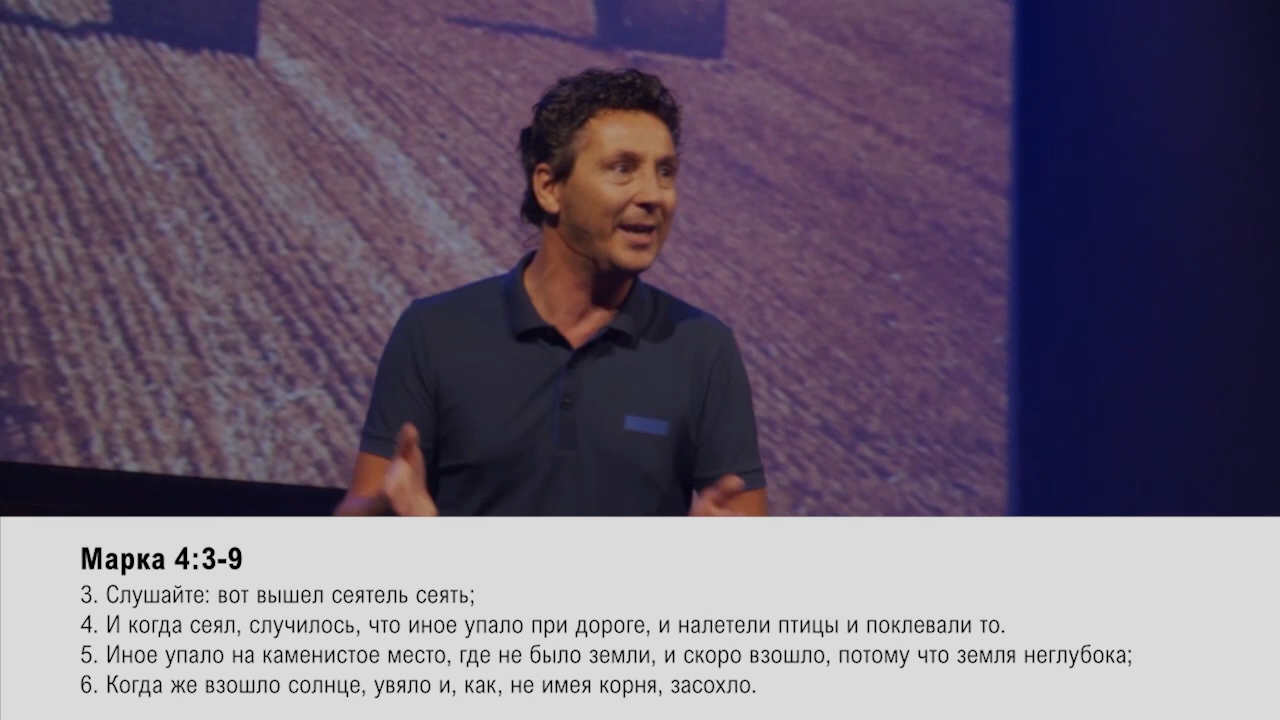 Марка 4:3-9
3. Слушайте: вот вышел сеятель сеять;
4. И когда сеял, случилось, что иное упало при дороге, и налетели птицы и поклевали то.
5. Иное упало на каменистое место, где не было земли, и скоро взошло, потому что земля неглубока;
6. Когда же взошло солнце, увяло и, как, не имея корня, засохло.